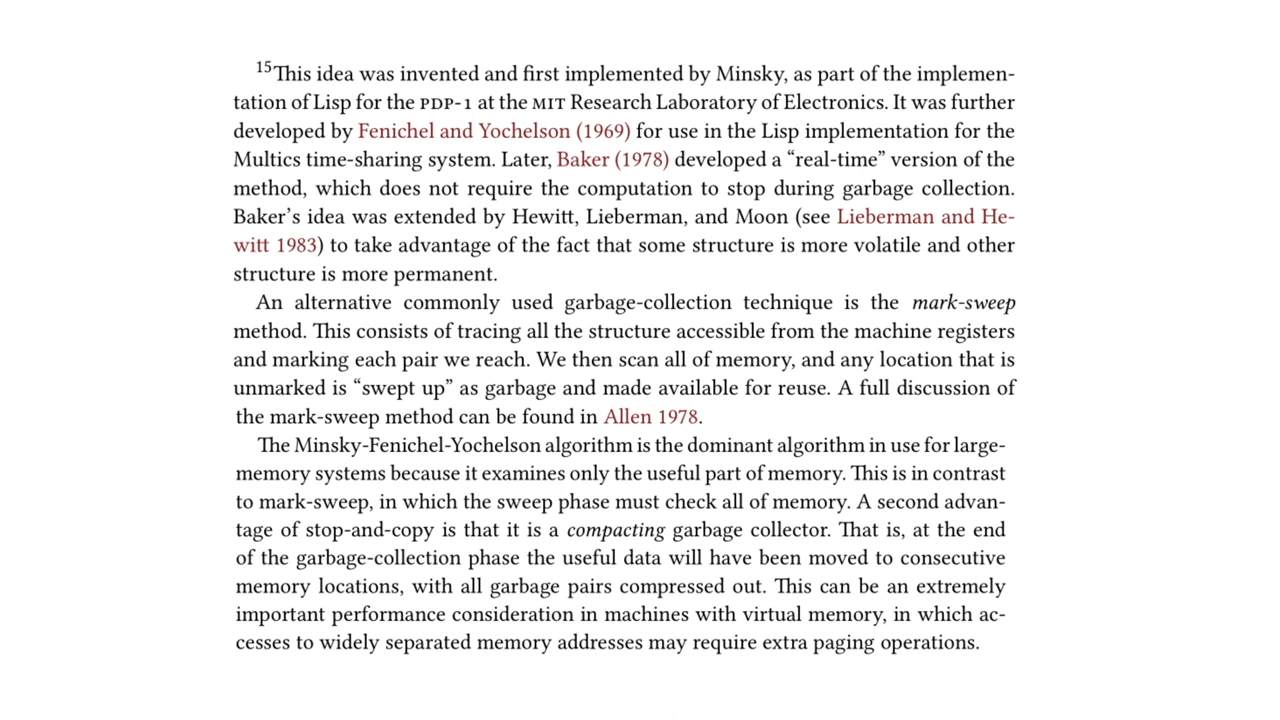 15This idea was invented and first implemented by Minsky, as part of the implemen-
tation of Lisp for the PDP-1 at the MIT Research Laboratory of Electronics. It was further
developed by Fenichel and Yochelson (1969) for use in the Lisp implementation for the
Multics time-sharing system. Later, Baker (1978) developed a “real-time” version of the
method, which does not require the computation to stop during garbage collection.
Baker’s idea was extended by Hewitt, Lieberman, and Moon (see Lieberman and He-
witt 1983) to take advantage of the fact that some structure is more volatile and other
structure is more permanent.
An alternative commonly used garbage-collection technique is the mark-sweep
method. This consists of tracing all the structure accessible from the machine registers
and marking each pair we reach. We then scan all of memory, and any location that is
unmarked is “swept up” as garbage and made available for reuse. A full discussion of
the mark-sweep method can be found in Allen 1978.
The Minsky-Fenichel-Yochelson algorithm is the dominant algorithm in use for large-
memory systems because it examines only the useful part of memory. This is in contrast
to mark-sweep, in which the sweep phase must check all of memory. A second advan-
tage of stop-and-copy is that it is a compacting garbage collector. That is, at the end
of the garbage-collection phase the useful data will have been moved to consecutive
memory locations, with all garbage pairs compressed out. This can be an extremely
important performance consideration in machines with virtual memory, in which ac-
cesses to widely separated memory addresses may require extra paging operations.